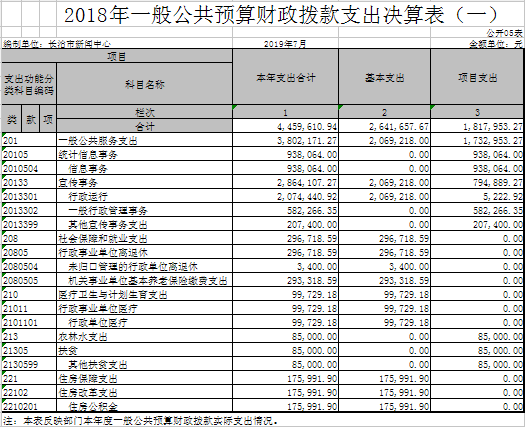 2018年一般公共预算财政拨款支出决算表（一）
公开05表
编制单位：长治市新闻中心 2019年7月 金额单位：元
项目 本年支出合计 基本支出 项目支出
支出功能分类科目编码 科目名称
类 款 项 栏次 1 2 3
合计 4,459,610.94 2,641,657.67 1,817,953.27
201 一般公共服务支出 3,802,171.27 2,069,218.00 1,732,953.27
20105 统计信息事务 938,064.00 0.00 938,064.00
2010504 信息事务 938,064.00 0.00 938,064.00
20133 宣传事务 2,864,107.27 2,069,218.00 794,889.27
2013301 行政运行 2,074,440.92 2,069,218.00 5,222.92
2013302 一般行政管理事务 582,266.35 0.00 582,266.35
2013399 其他宣传事务支出 207,400.00 0.00 207,400.00
208 社会保障和就业支出 296,718.59 296,718.59 0.00
20805 行政事业单位离退休 296,718.59 296,718.59 0.00
2080504 未归口管理的行政单位离退休 3,400.00 3,400.00 0.00
2080505 机关事业单位基本养老保险缴费支出 293,318.59 293,318.59 0.00
210 医疗卫生与计划生育支出 99,729.18 99,729.18 0.00
21011 行政事业单位医疗 99,729.18 99,729.18 0.00
2101101 行政单位医疗 99,729.18 99,729.18 0.00
213 农林水支出 85,000.00 0.00 85,000.00
21305 扶贫 85,000.00 0.00 85,000.00
2130599 其他扶贫支出 85,000.00 0.00 85,000.00
221 住房保障支出 175,991.90 175,991.90 0.00
22102 住房改革支出 175,991.90 175,991.90 0.00
2210201 住房公积金 175,991.90 175,991.90 0.00
注：本表反映部门本年度一般公共预算财政拨款实际支出情况。